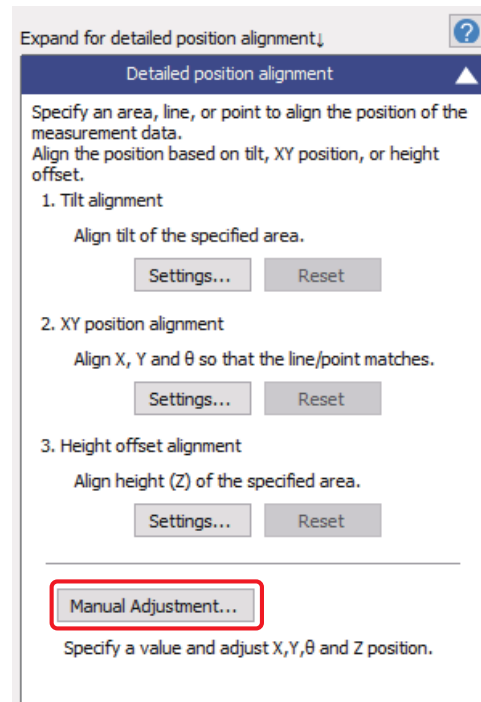 Expand for detailed position alignment↓
?
Detailed position alignment
Specify an area, line, or point to align the position of the
measurement data.
Align the position based on tilt, XY position, or height
offset.
1. Tilt alignment
Align tilt of the specified area.
Settings... Reset
2. XY position alignment
Align X, Y and θ so that the line/point matches.
Settings... Reset
3. Height offset alignment
Align height (Z) of the specified area.
Settings... Reset
Manual Adjustment...
Specify a value and adjust X,Y,θ and Z position.